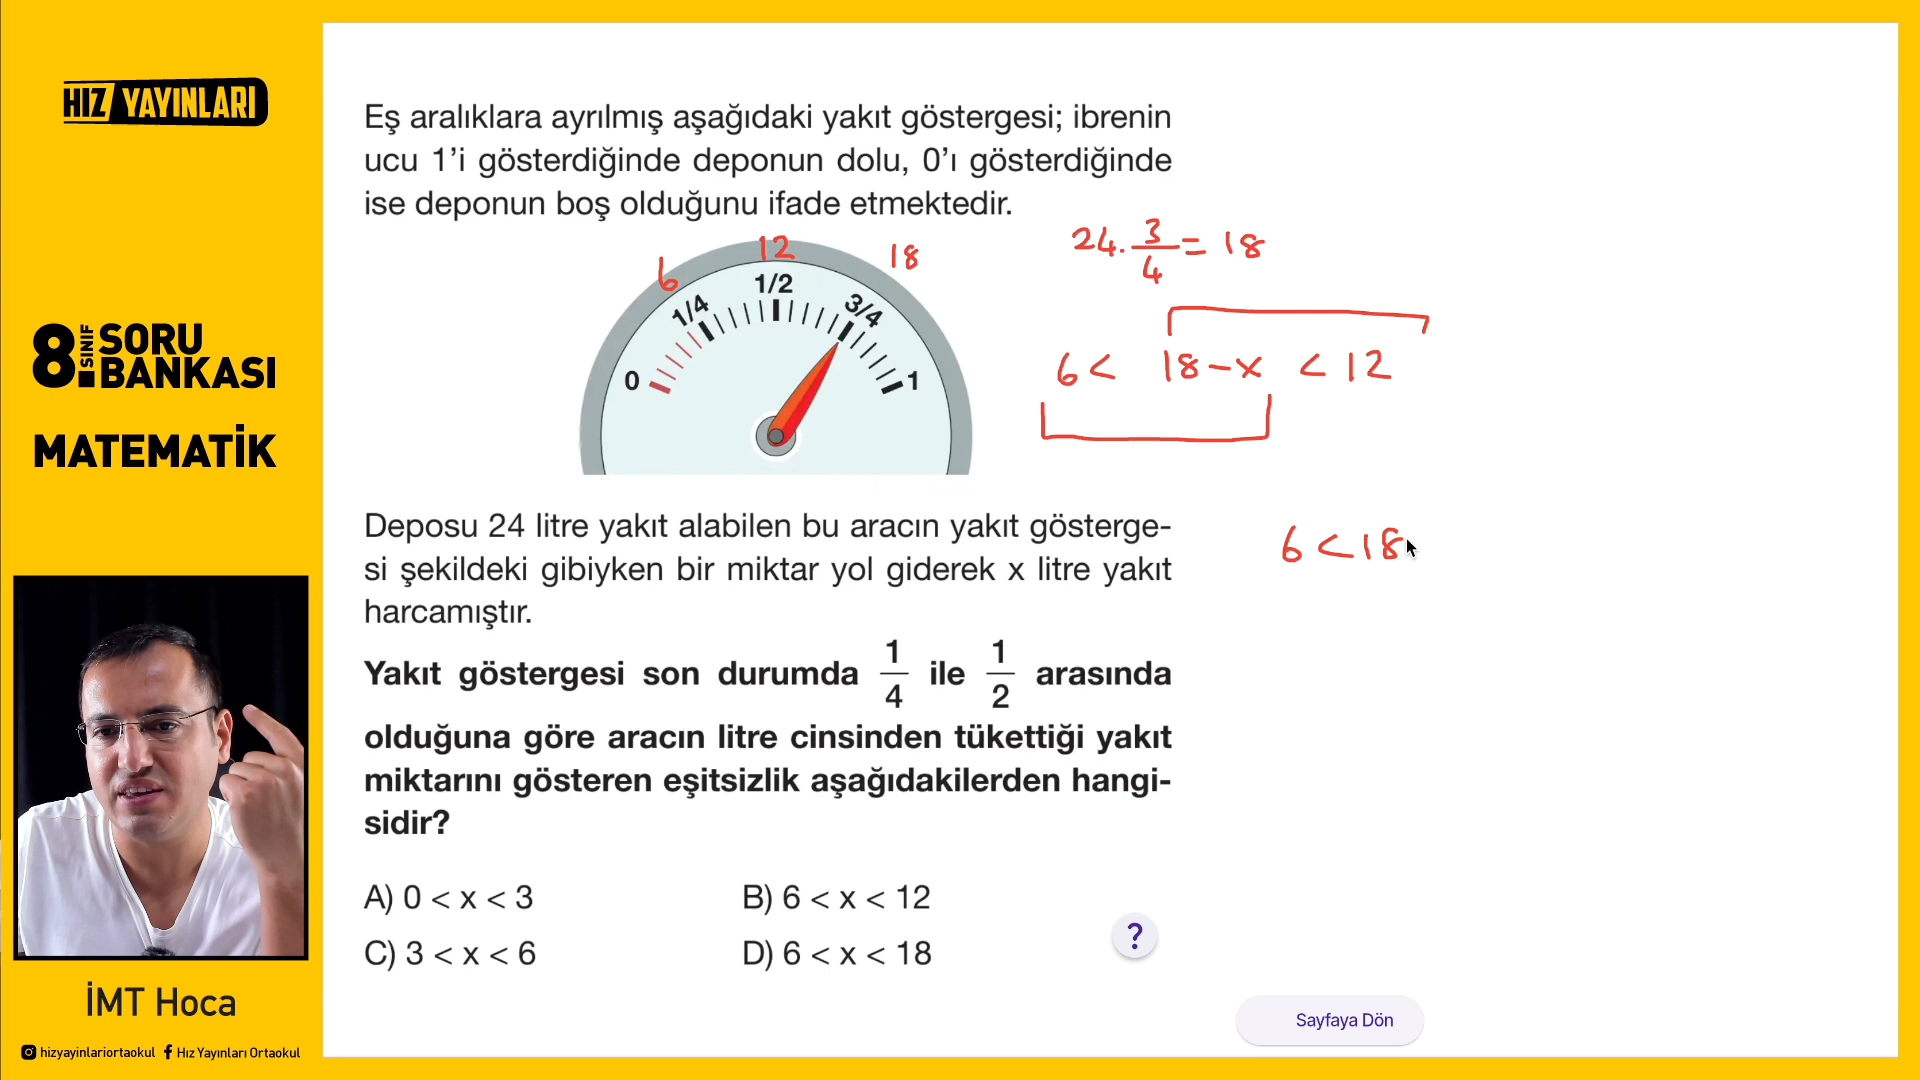 HIZ YAYINLARI
8. SINIF SORU BANKASI
MATEMATİK
İMT Hoca
hizyayinlariortaokul Hız Yayınları Ortaokul
Eş aralıklara ayrılmış aşağıdaki yakıt göstergesi; ibrenin
ucu 1’i gösterdiğinde deponun dolu, 0’ı gösterdiğinde
ise deponun boş olduğunu ifade etmektedir.
6 12 18
0 1/4 1/2 3/4 1
24 · 3/4 = 18
6 < 18 - x < 12
6 < 18
Deposu 24 litre yakıt alabilen bu aracın yakıt gösterge-
si şekildeki gibiyken bir miktar yol giderek x litre yakıt
harcamıştır.
Yakıt göstergesi son durumda 1/4 ile 1/2 arasında
olduğuna göre aracın litre cinsinden tükettiği yakıt
miktarını gösteren eşitsizlik aşağıdakilerden hangi-
sidir?
A) 0 < x < 3 B) 6 < x < 12
C) 3 < x < 6 D) 6 < x < 18
?
Sayfaya Dön